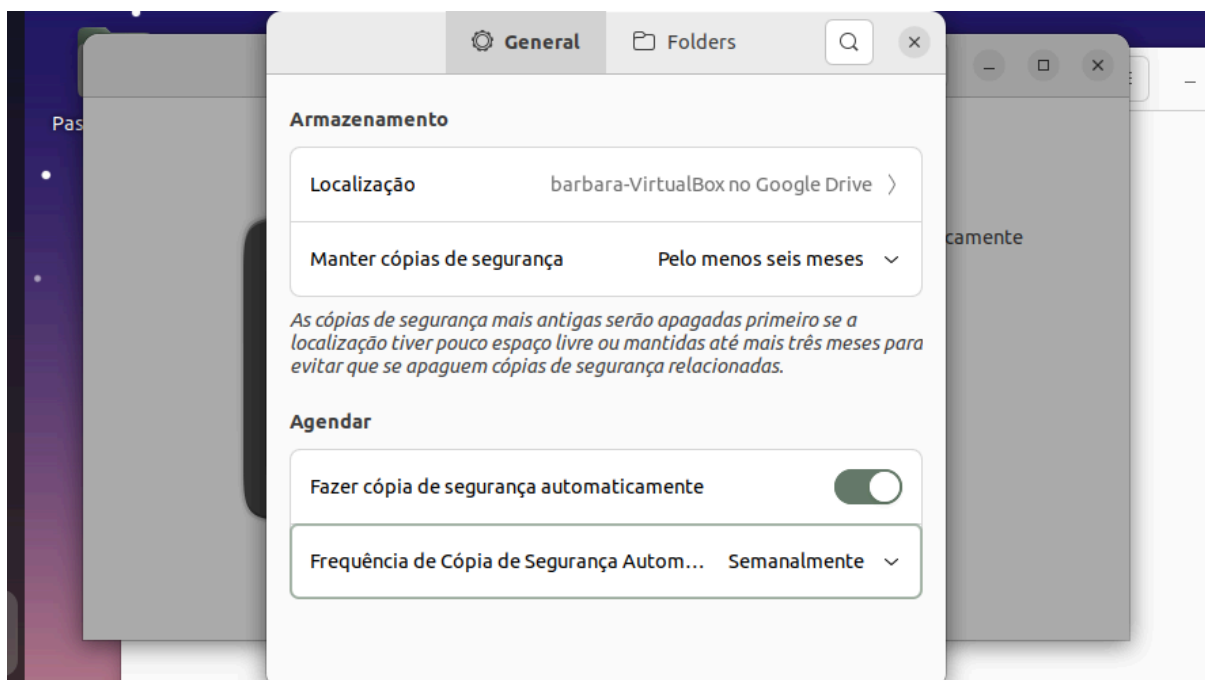 General Folders
Pas
Armazenamento
Localização barbara-VirtualBox no Google Drive
camente
Manter cópias de segurança Pelo menos seis meses
As cópias de segurança mais antigas serão apagadas primeiro se a
localização tiver pouco espaço livre ou mantidas até mais três meses para
evitar que se apaguem cópias de segurança relacionadas.
Agendar
Fazer cópia de segurança automaticamente
Frequência de Cópia de Segurança Autom... Semanalmente